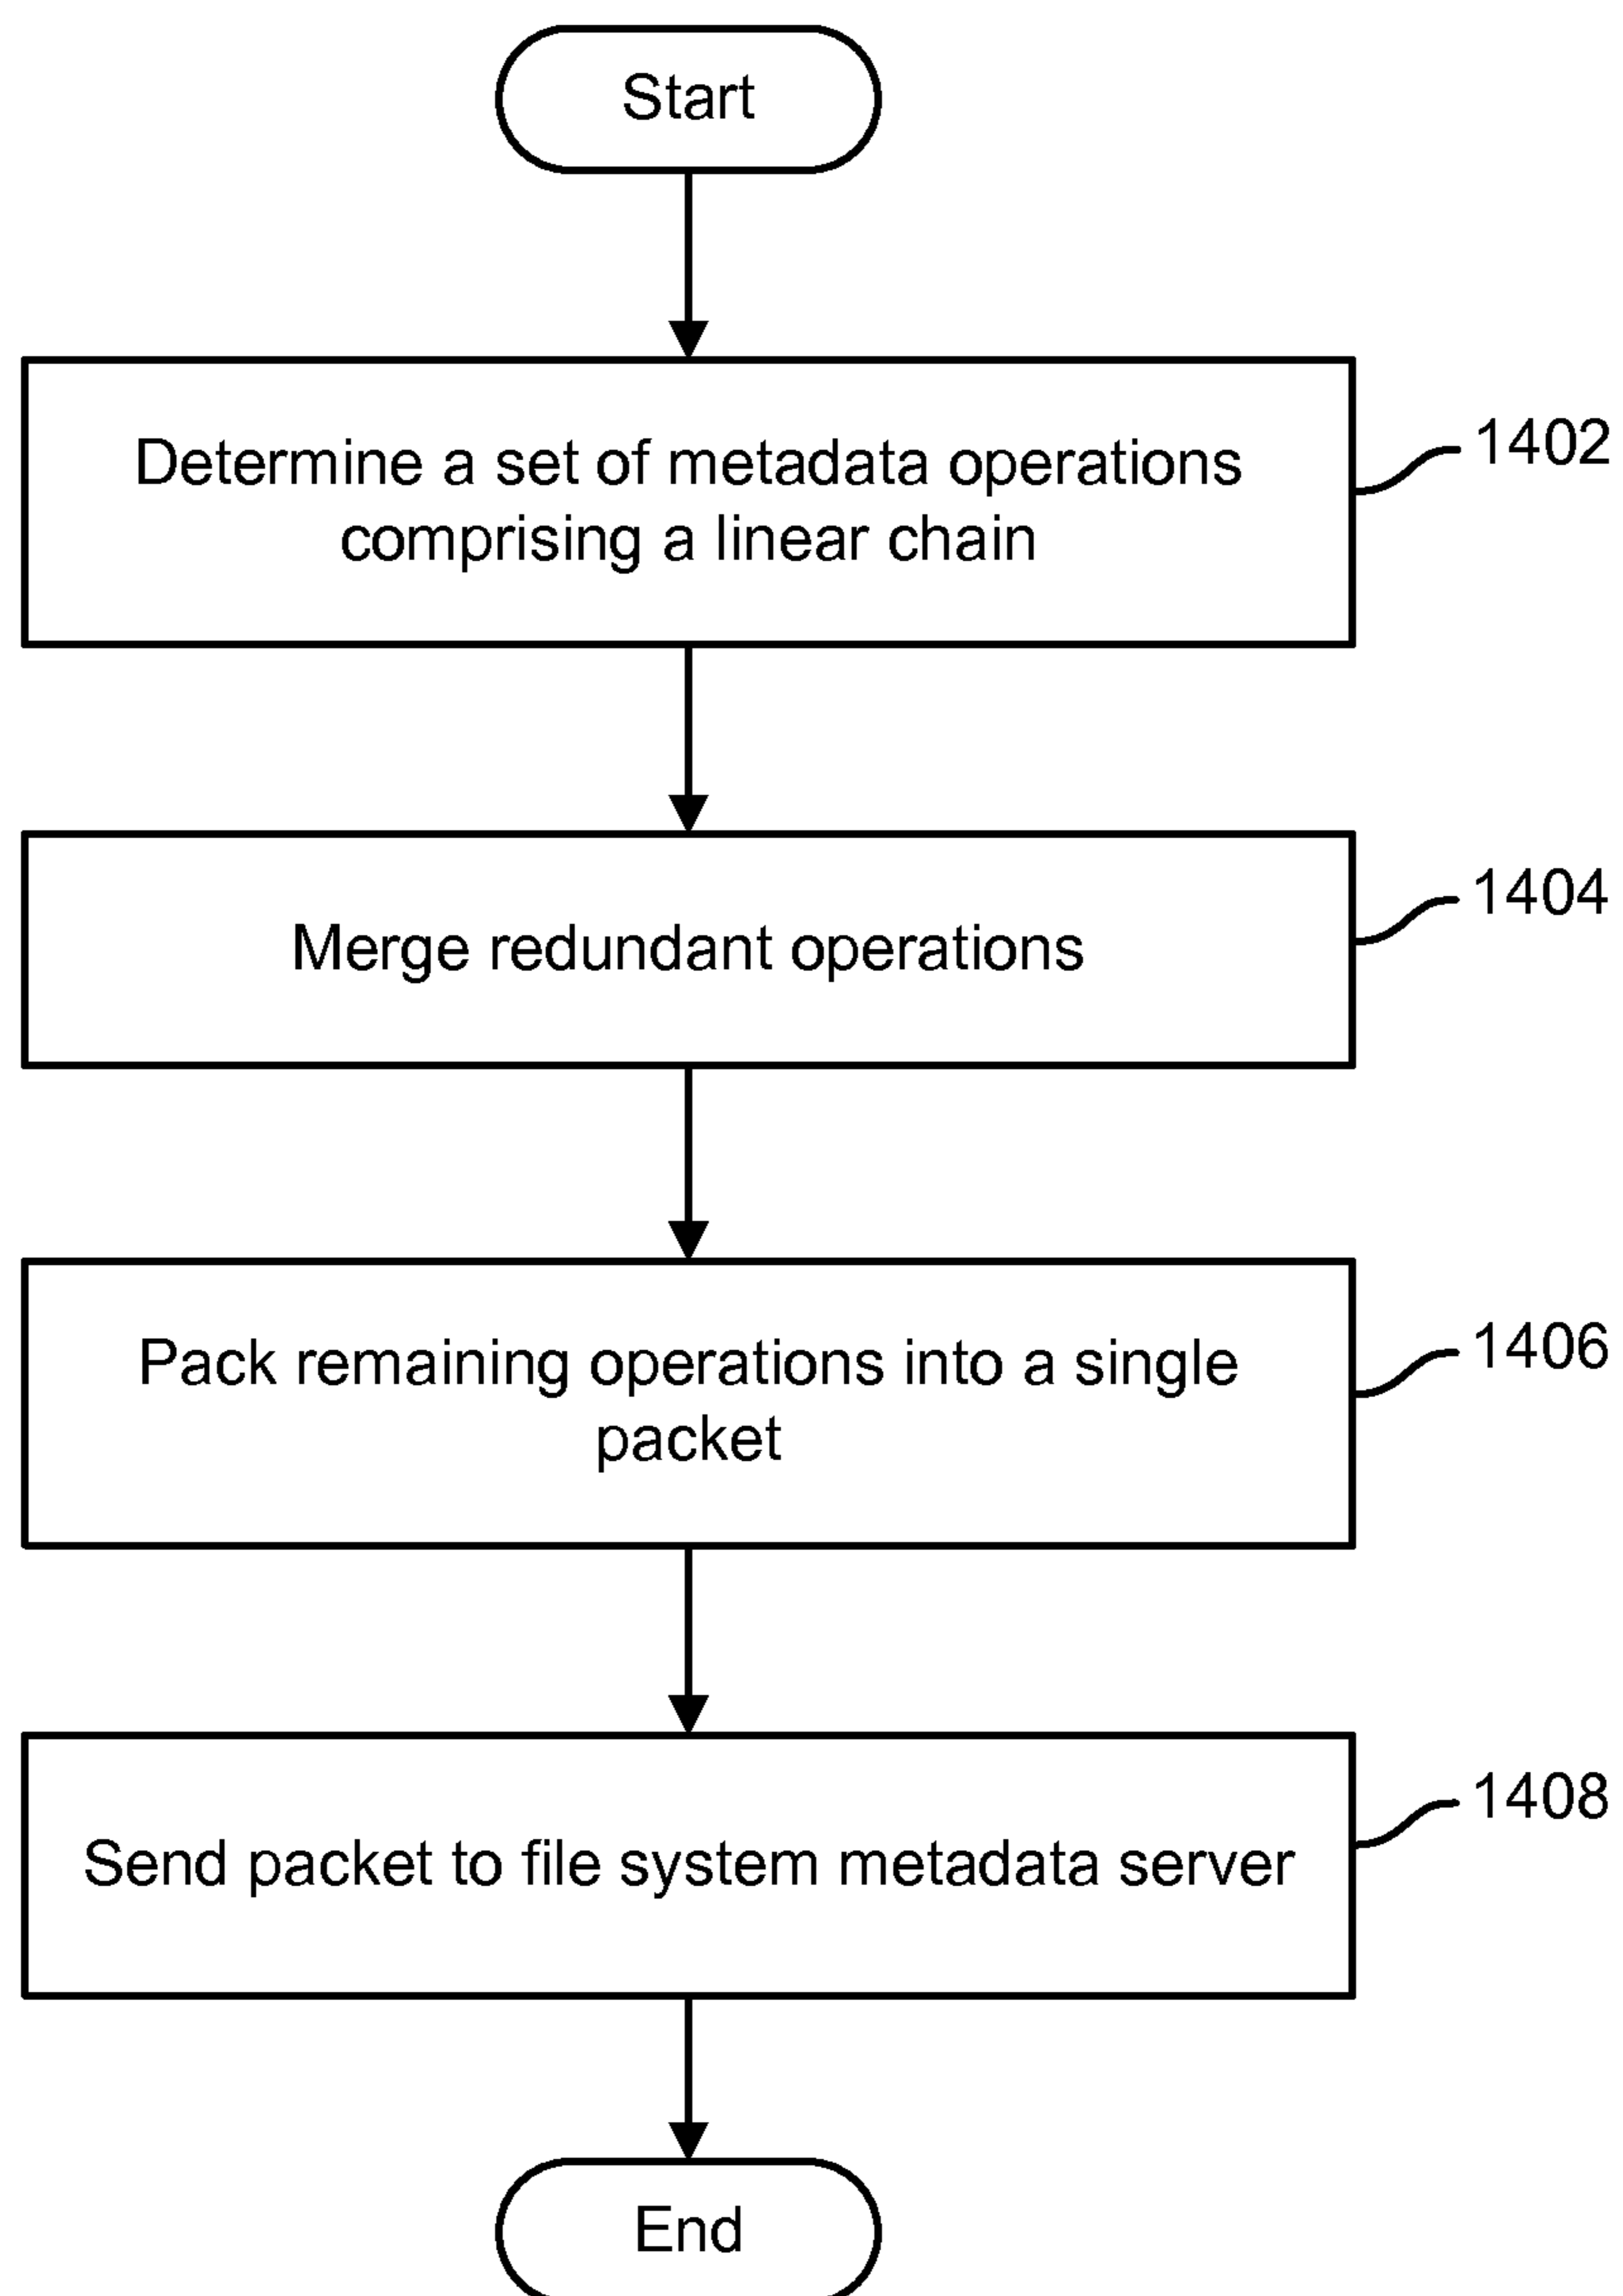 Start
Determine a set of metadata operations
comprising a linear chain
1402
Merge redundant operations
1404
Pack remaining operations into a single
packet
1406
Send packet to file system metadata server
1408
End